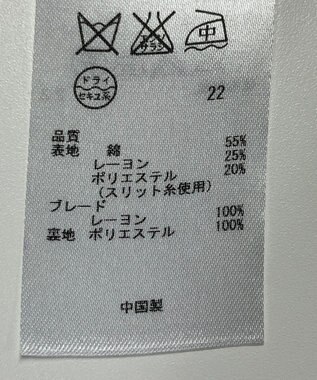 エンソ
サラシ
中
ドライ
セキユ系
22
品質
表地 綿 55%
レーヨン 25%
ポリエステル 20%
(スリット糸使用)
ブレード
レーヨン 100%
裏地 ポリエステル 100%
中国製